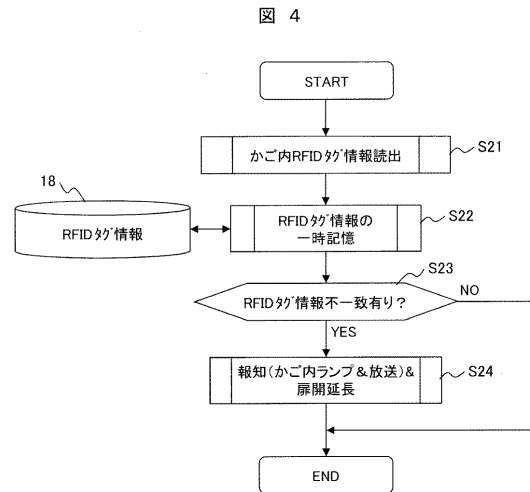 図 4
START
かご内RFIDタグ情報読出
S21
18
RFIDタグ情報
RFIDタグ情報の
一時記憶
S22
S23
RFIDタグ情報不一致有り?
NO
YES
報知(かご内ランプ&放送)&
扉開延長
S24
END